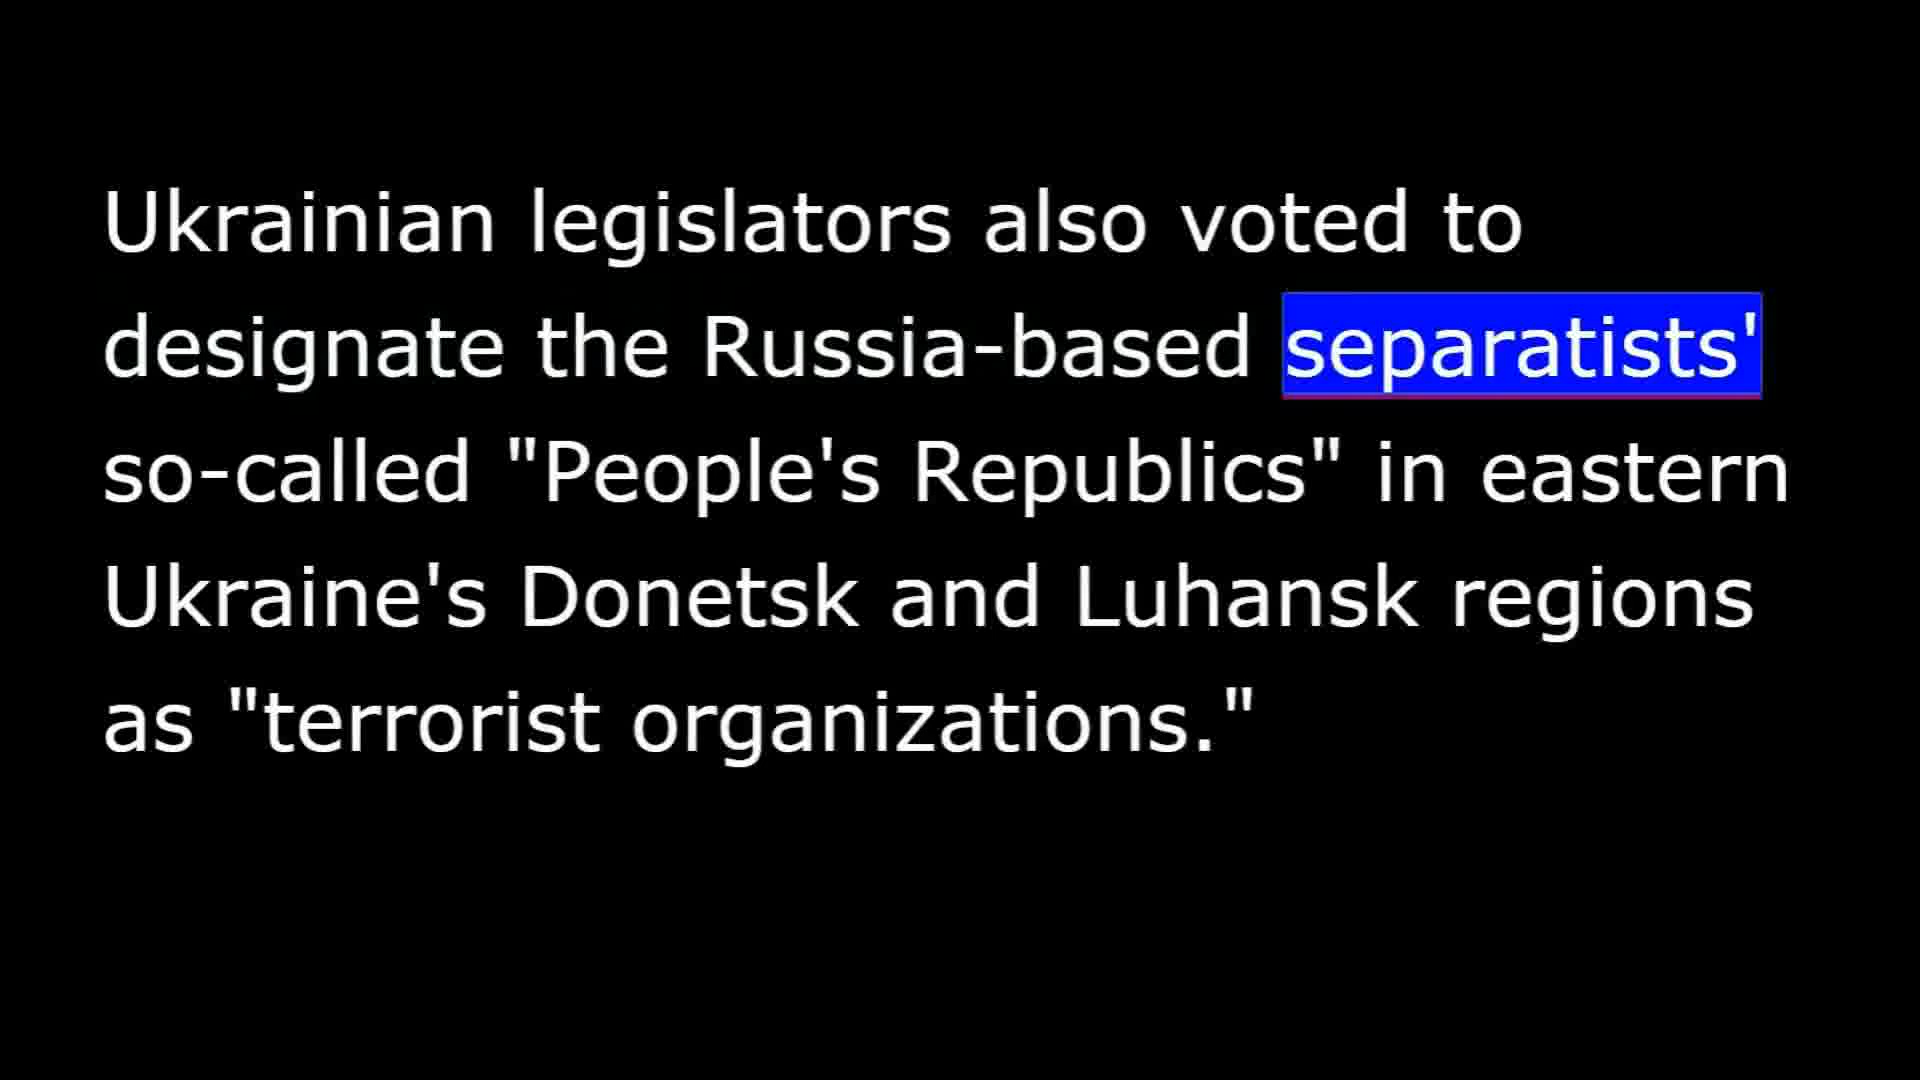 Ukrainian legislators also voted to
designate the Russia-based separatists'
so-called "People's Republics" in eastern
Ukraine's Donetsk and Luhansk regions
as "terrorist organizations."